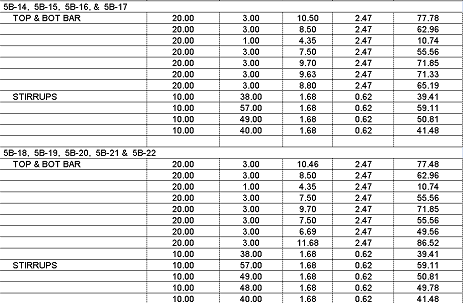 5B-14, 5B-15, 5B-16, & 5B-17
TOP & BOT BAR 20.00 3.00 10.50 2.47 77.78
20.00 3.00 8.50 2.47 62.96
20.00 1.00 4.35 2.47 10.74
20.00 3.00 7.50 2.47 55.56
20.00 3.00 9.70 2.47 71.85
20.00 3.00 9.63 2.47 71.33
20.00 3.00 8.80 2.47 65.19
STIRRUPS 10.00 38.00 1.68 0.62 39.41
10.00 57.00 1.68 0.62 59.11
10.00 49.00 1.68 0.62 50.81
10.00 40.00 1.68 0.62 41.48
5B-18, 5B-19, 5B-20, 5B-21 & 5B-22
TOP & BOT BAR 20.00 3.00 10.46 2.47 77.48
20.00 3.00 8.50 2.47 62.96
20.00 1.00 4.35 2.47 10.74
20.00 3.00 7.50 2.47 55.56
20.00 3.00 9.70 2.47 71.85
20.00 3.00 7.50 2.47 55.56
20.00 3.00 6.69 2.47 49.56
20.00 3.00 11.68 2.47 86.52
10.00 38.00 1.68 0.62 39.41
STIRRUPS 10.00 57.00 1.68 0.62 59.11
10.00 49.00 1.68 0.62 50.81
10.00 48.00 1.68 0.62 49.78
10.00 40.00 1.68 0.62 41.48